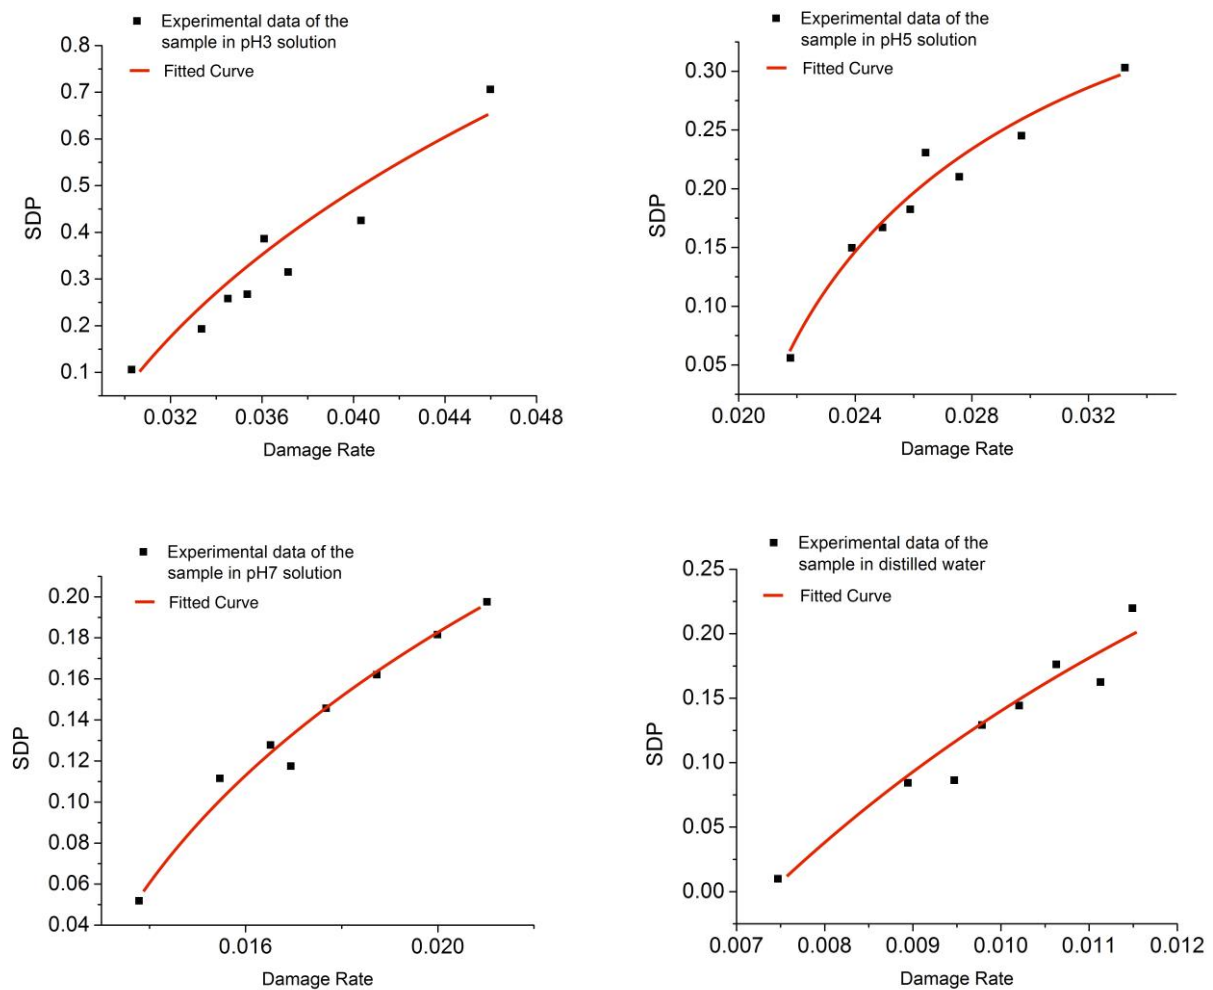 Experimental data of the
sample in pH3 solution
Fitted Curve
0.8
0.7
0.6
0.5
0.4
0.3
0.2
0.1
SDP
0.032 0.036 0.040 0.044 0.048
Damage Rate
Experimental data of the
sample in pH5 solution
Fitted Curve
0.30
0.25
0.20
0.15
0.10
0.05
SDP
0.020 0.024 0.028 0.032
Damage Rate
Experimental data of the
sample in pH7 solution
Fitted Curve
0.20
0.18
0.16
0.14
0.12
0.10
0.08
0.06
0.04
SDP
0.016 0.020
Damage Rate
Experimental data of the
sample in distilled water
Fitted Curve
0.25
0.20
0.15
0.10
0.05
0.00
SDP
0.007 0.008 0.009 0.010 0.011 0.012
Damage Rate